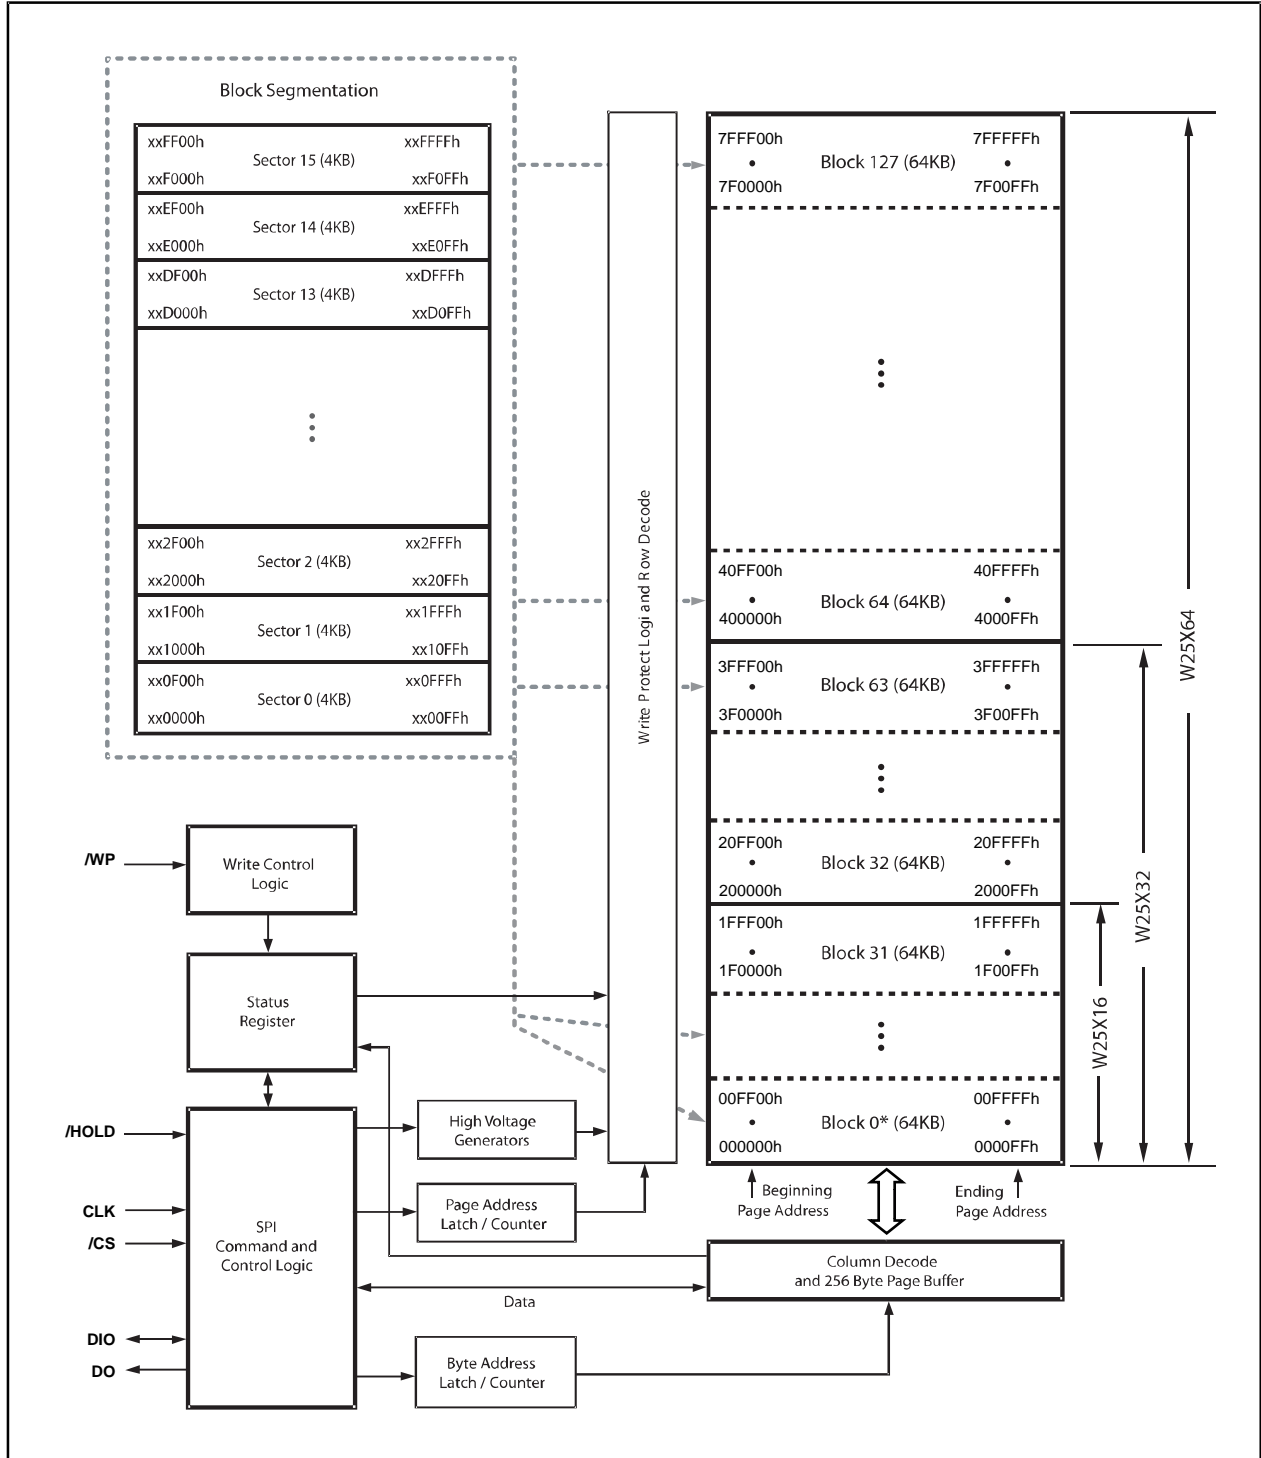 Block Segmentation
xxFF00h xxFFFFh
Sector 15 (4KB)
xxF000h xxF0FFh
xxEF00h xxEFFFh
Sector 14 (4KB)
xxE000h xxE0FFh
xxDF00h xxDFFFh
Sector 13 (4KB)
xxD000h xxD0FFh
xx2F00h xx2FFFh
Sector 2 (4KB)
xx2000h xx20FFh
xx1F00h xx1FFFh
Sector 1 (4KB)
xx1000h xx10FFh
xx0F00h xx0FFFh
Sector 0 (4KB)
xx0000h xx00FFh
Write Protect Logi and Row Decode
7FFF00h 7FFFFFh
Block 127 (64KB)
7F0000h 7F00FFh
40FF00h 40FFFFh
Block 64 (64KB)
400000h 4000FFh
3FFF00h 3FFFFFh
Block 63 (64KB)
3F0000h 3F00FFh
20FF00h 20FFFFh
Block 32 (64KB)
200000h 2000FFh
1FFF00h 1FFFFFh
Block 31 (64KB)
1F0000h 1F00FFh
00FF00h 00FFFFh
Block 0* (64KB)
000000h 0000FFh
W25X16
W25X32
W25X64
Beginning
Page Address
Ending
Page Address
/WP
Write Control
Logic
Status
Register
/HOLD
CLK
/CS
DIO
DO
SPI
Command and
Control Logic
High Voltage
Generators
Page Address
Latch / Counter
Column Decode
and 256 Byte Page Buffer
Data
Byte Address
Latch / Counter